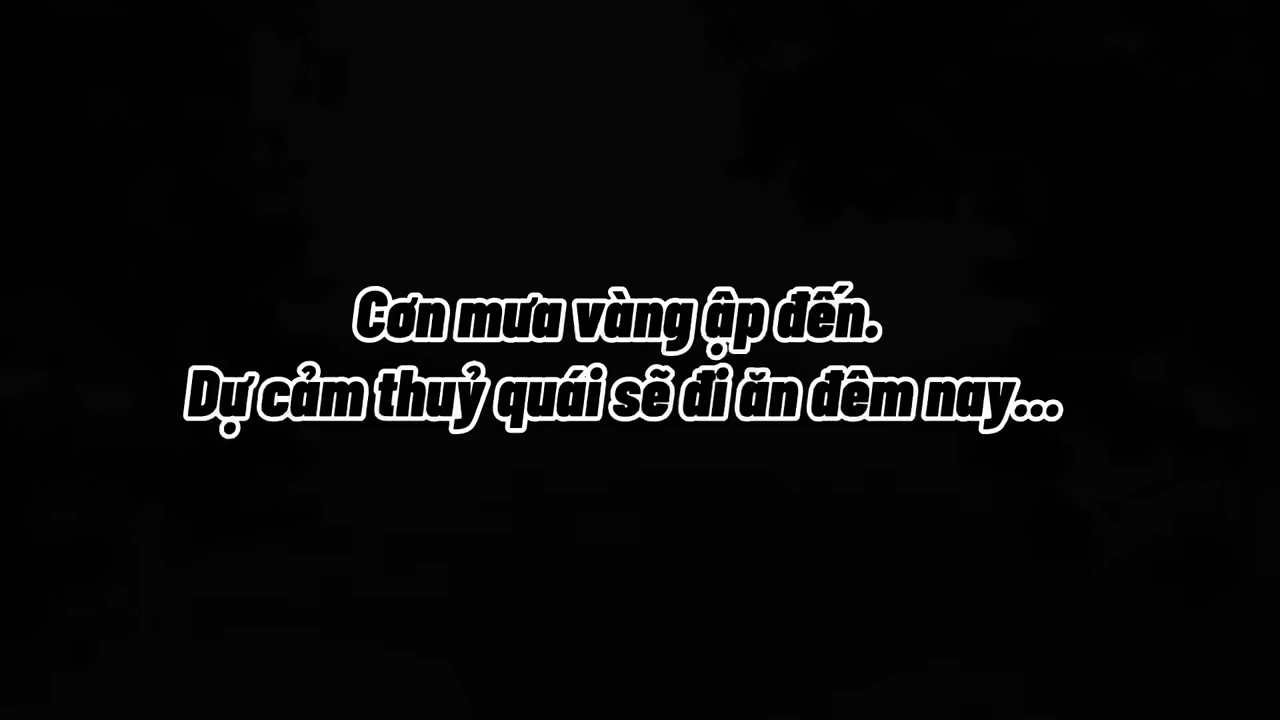 Cơn mưa vàng ập đến.
Dự cảm thuỷ quái sẽ đi ăn đêm nay...